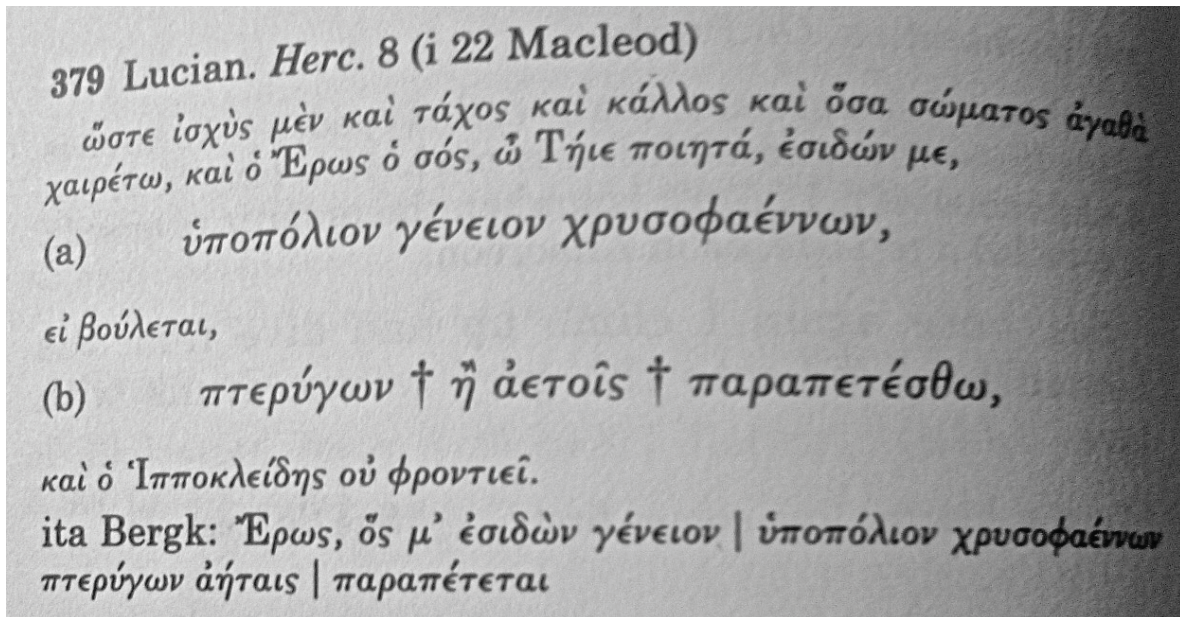 379 Lucian. Herc. 8 (i 22 Macleod)
ὥστε ἰσχὺς μὲν καὶ τάχος καὶ κάλλος καὶ ὅσα σώματος ἀγαθὰ
χαιρέτω, καὶ ὁ Ἔρως ὁ σός, ὦ Τήιε ποιητά, ἐσιδών με,
(a) ὑποπόλιον γένειον χρυσοφαέννων,
εἰ βούλεται,
(b) πτερύγων † ἢ ἀετοῖς † παραπετέσθω,
καὶ ὁ Ἱπποκλείδης οὐ φροντιεῖ.
ita Bergk: Ἔρως, ὅς μ’ ἐσιδὼν γένειον | ὑποπόλιον χρυσοφαέννων
πτερύγων ἀήταις | παραπέτεται